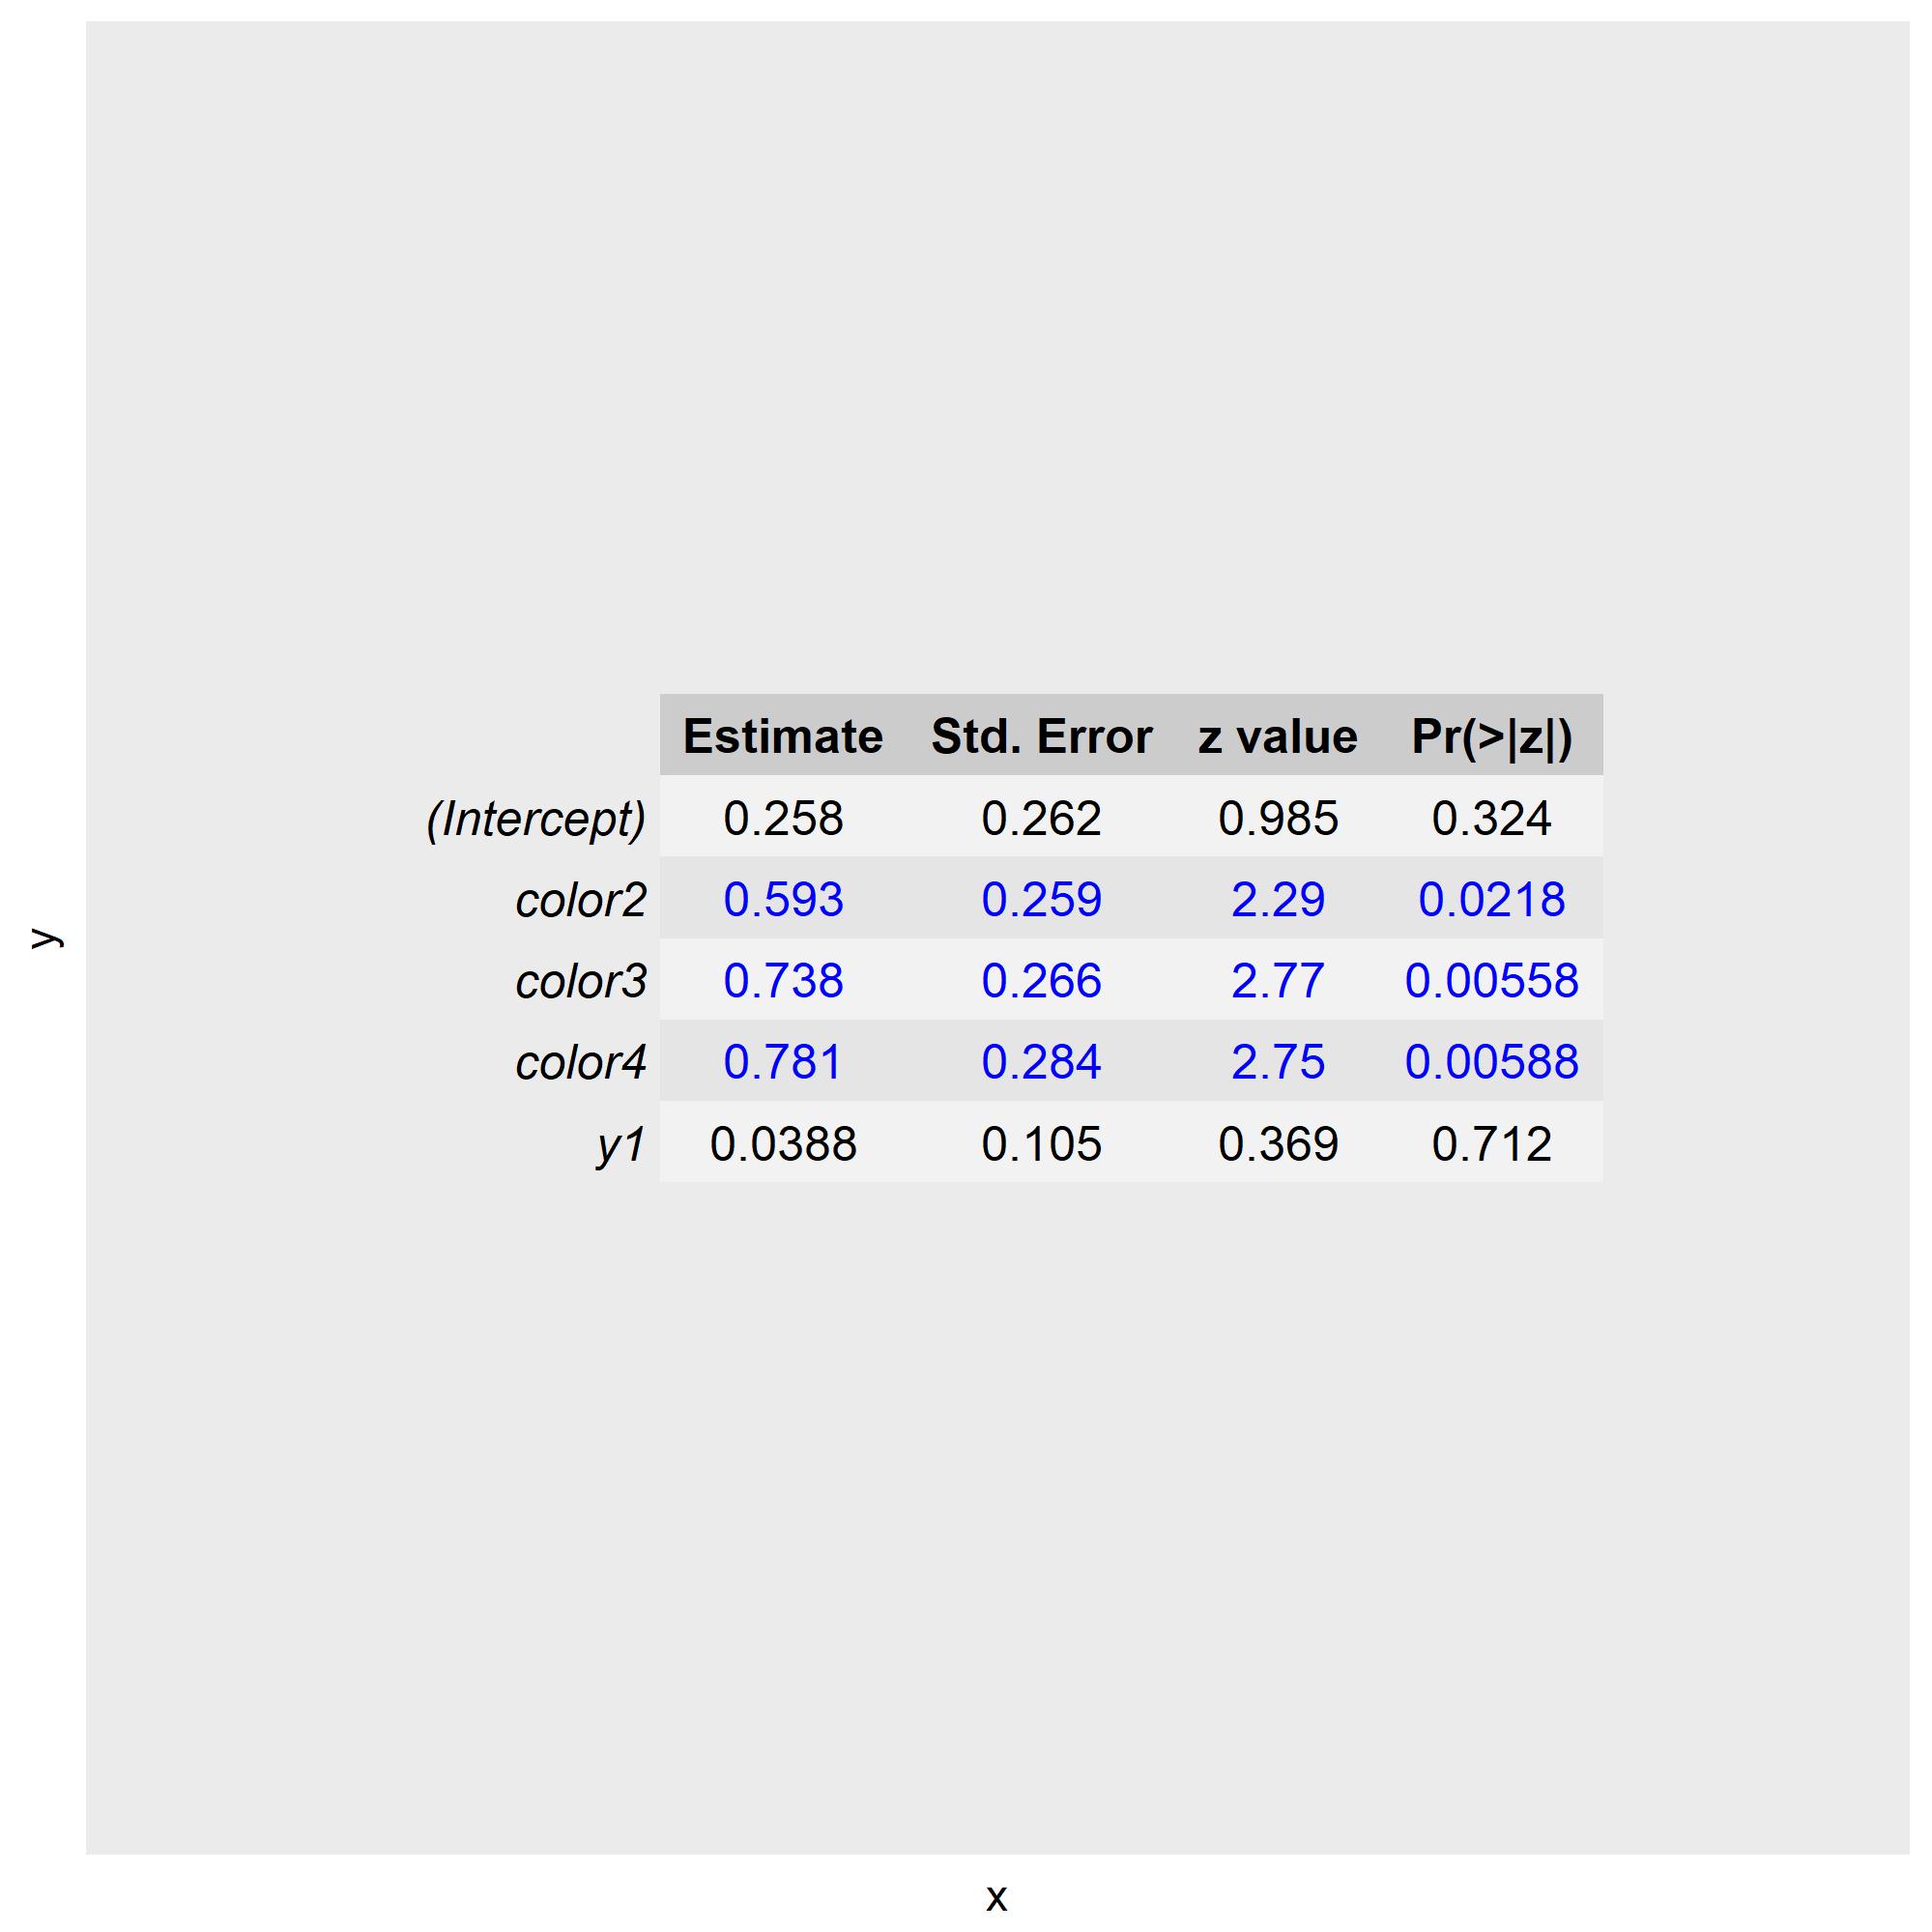 Estimate Std. Error z value Pr(>|z|)
(Intercept) 0.258 0.262 0.985 0.324
color2 0.593 0.259 2.29 0.0218
color3 0.738 0.266 2.77 0.00558
color4 0.781 0.284 2.75 0.00588
y1 0.0388 0.105 0.369 0.712
y
x